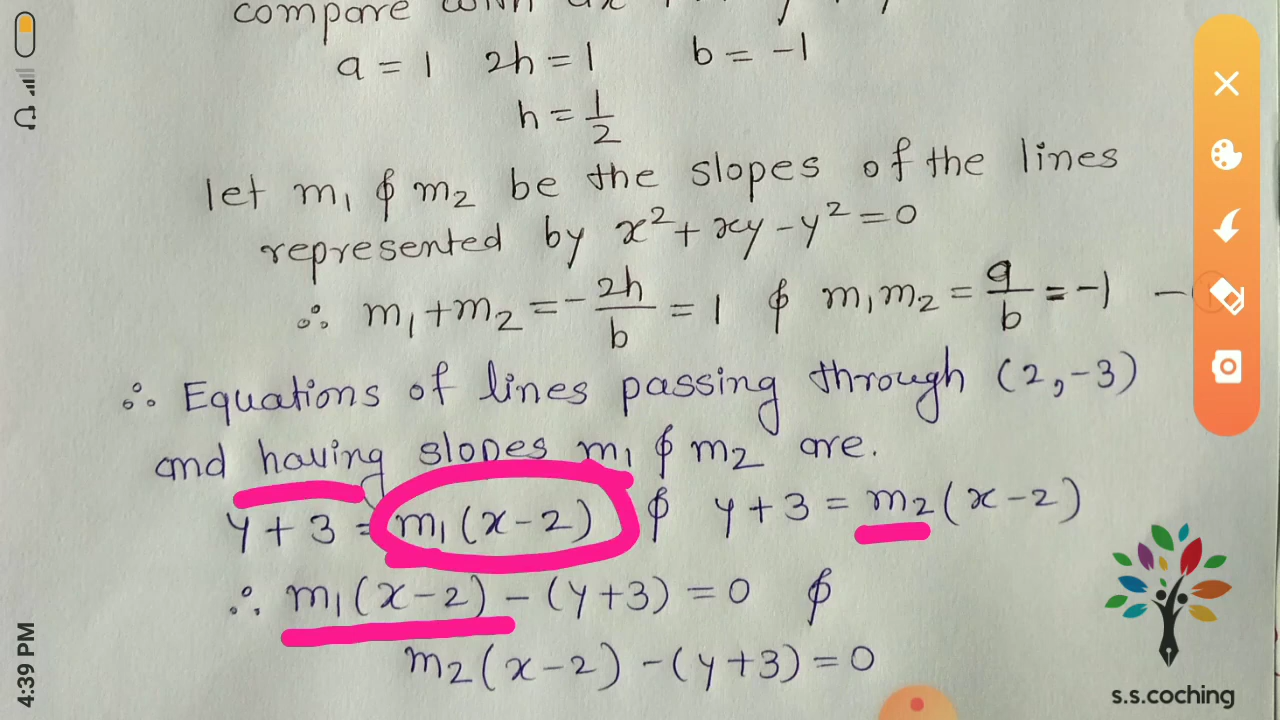 compare with
a = 1 2h = 1 b = -1
h = 1/2
let m₁ & m₂ be the slopes of the lines
represented by x² + xy - y² = 0
∴ m₁ + m₂ = - 2h/b = 1 & m₁m₂ = a/b = -1 —
∴ Equations of lines passing through (2, -3)
and having slopes m₁ & m₂ are.
y + 3 = m₁(x-2) & y + 3 = m₂(x-2)
∴ m₁(x-2) - (y+3) = 0 &
m₂(x-2) - (y+3) = 0
s.s.coching
4:39 PM